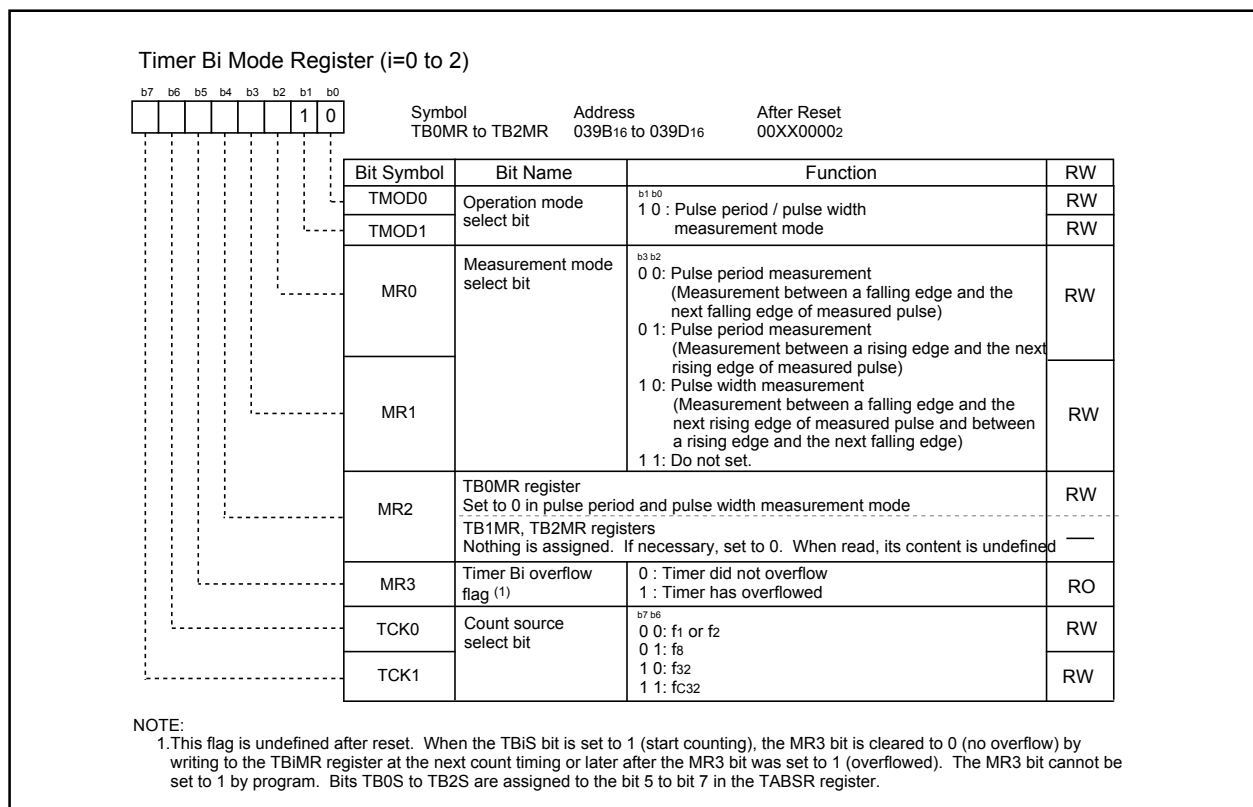 Timer Bi Mode Register (i=0 to 2)
b7 b6 b5 b4 b3 b2 b1 b0
1 0
Symbol Address After Reset
TB0MR to TB2MR 039B16 to 039D16 00XX00002
Bit Symbol Bit Name Function RW
TMOD0 Operation mode select bit b1 b0
1 0 : Pulse period / pulse width measurement mode RW
TMOD1 RW
MR0 Measurement mode select bit b3 b2
0 0: Pulse period measurement
(Measurement between a falling edge and the
next falling edge of measured pulse) RW
0 1: Pulse period measurement
(Measurement between a rising edge and the next
rising edge of measured pulse)
MR1 1 0: Pulse width measurement
(Measurement between a falling edge and the
next rising edge of measured pulse and between
a rising edge and the next falling edge) RW
1 1: Do not set.
MR2 TB0MR register
Set to 0 in pulse period and pulse width measurement mode RW
TB1MR, TB2MR registers
Nothing is assigned. If necessary, set to 0. When read, its content is undefined —
MR3 Timer Bi overflow flag (1) 0 : Timer did not overflow
1 : Timer has overflowed RO
TCK0 Count source select bit b7 b6
0 0: f1 or f2 RW
0 1: f8
TCK1 1 0: f32 RW
1 1: fC32
NOTE:
1.This flag is undefined after reset. When the TBiS bit is set to 1 (start counting), the MR3 bit is cleared to 0 (no overflow) by
writing to the TBiMR register at the next count timing or later after the MR3 bit was set to 1 (overflowed). The MR3 bit cannot be
set to 1 by program. Bits TB0S to TB2S are assigned to the bit 5 to bit 7 in the TABSR register.